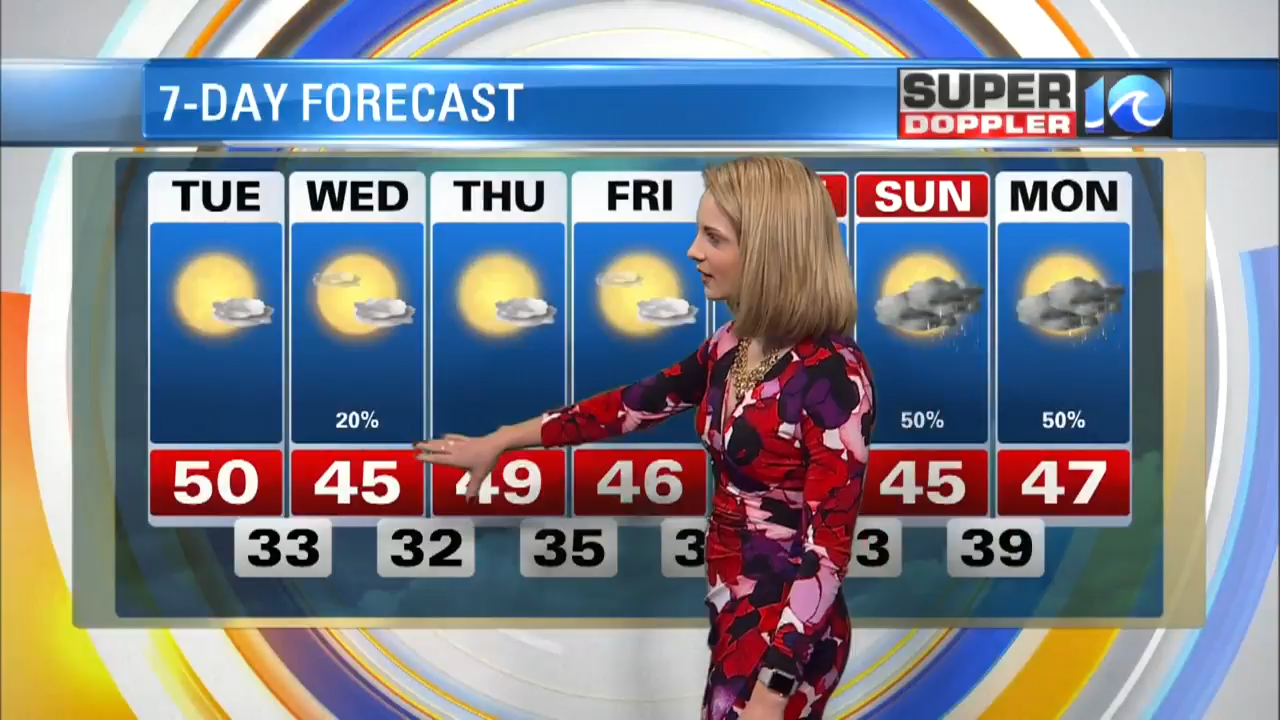 7-DAY FORECAST
SUPER DOPPLER 10
TUE WED THU FRI SUN MON
20% 50% 50%
50 45 49 46 45 47
33 32 35 39